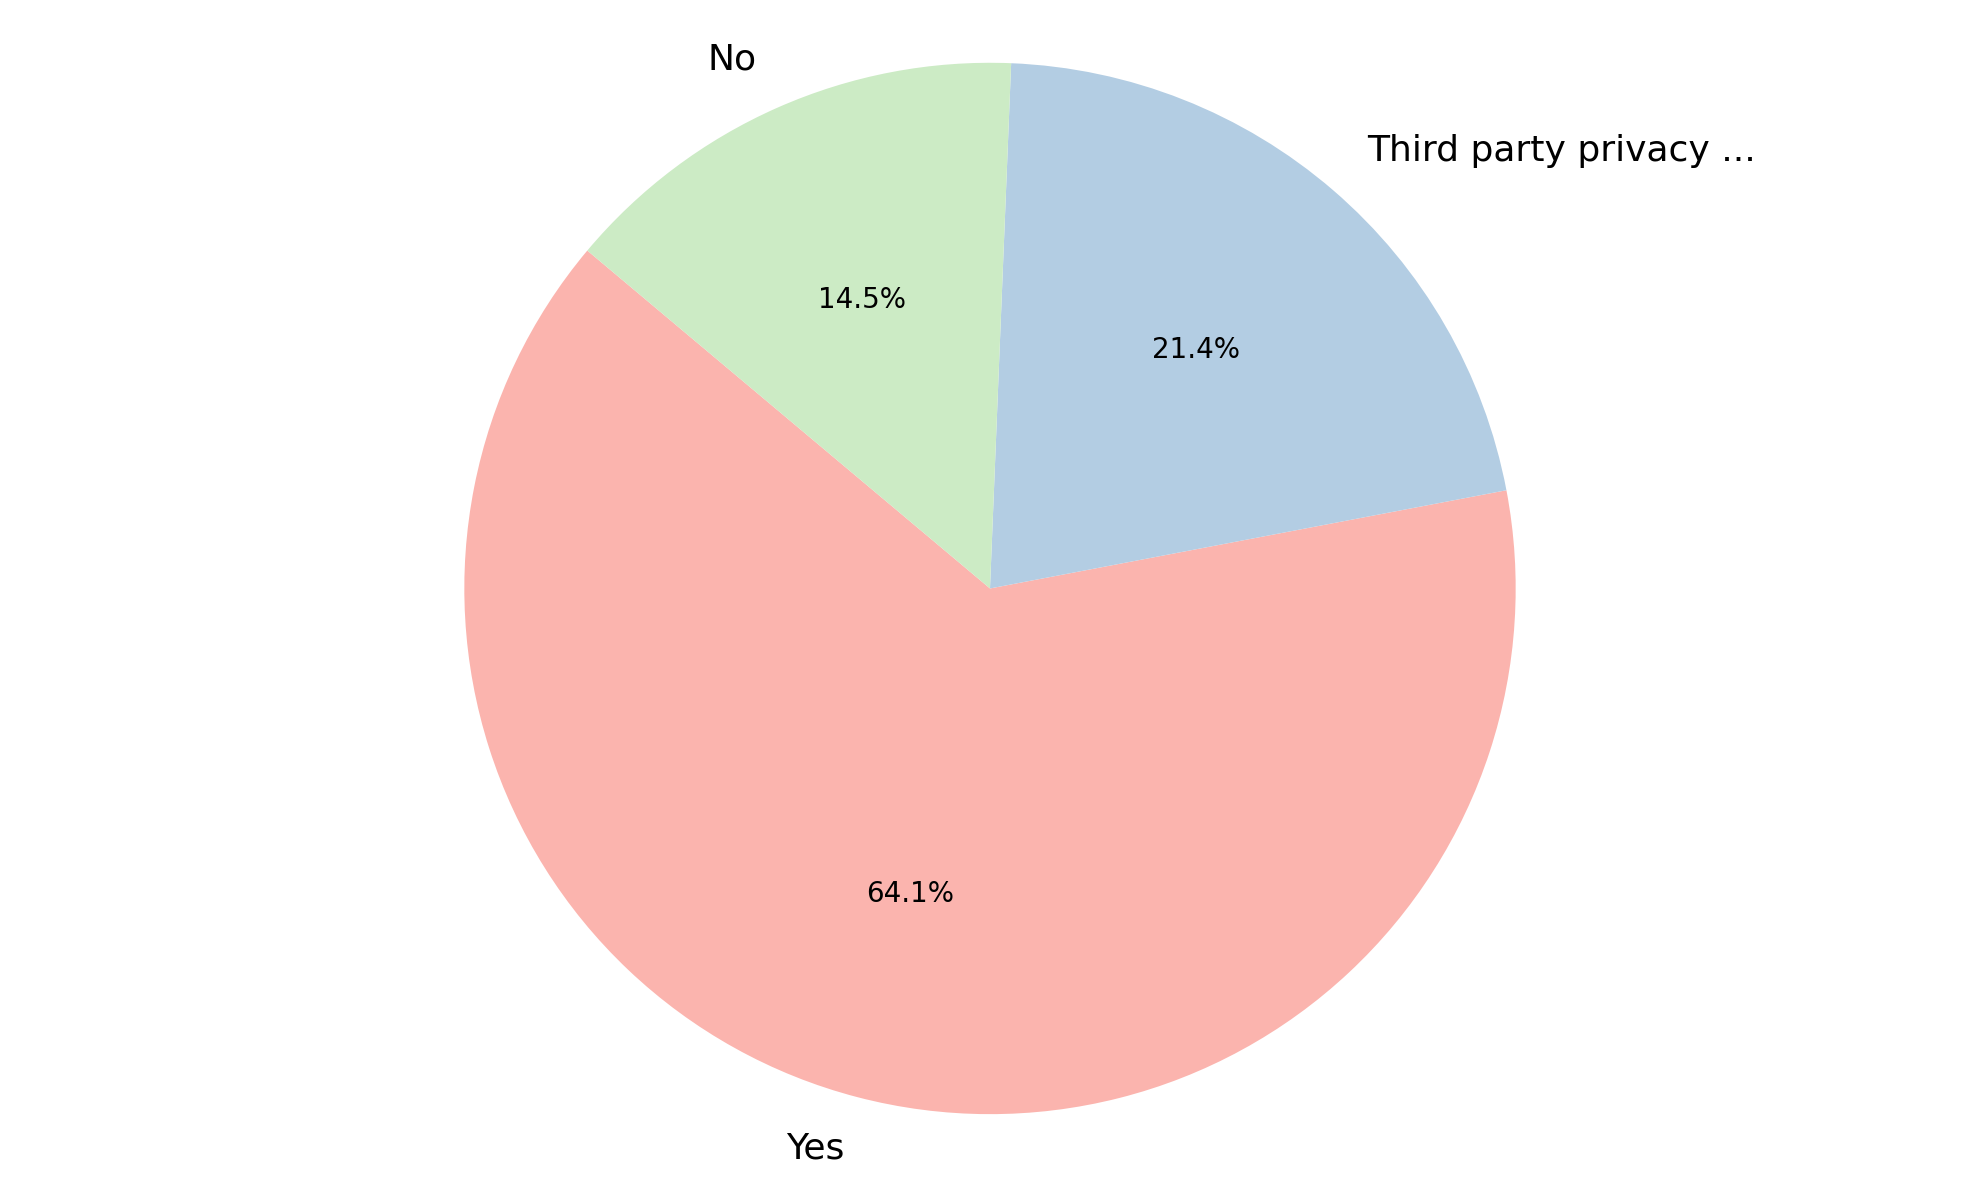 No
Third party privacy ...
14.5%
21.4%
64.1%
Yes